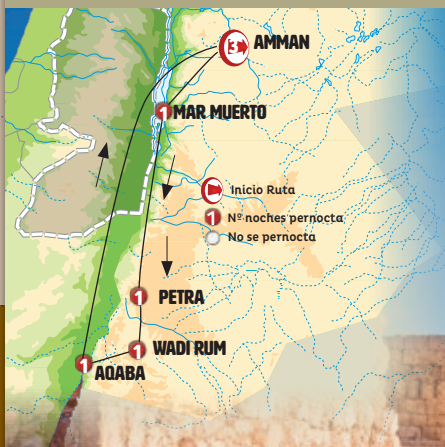 3 AMMAN
1 MAR MUERTO
Inicio Ruta
1 Nº noches pernocta
No se pernocta
1 PETRA
1 WADI RUM
1 AQABA